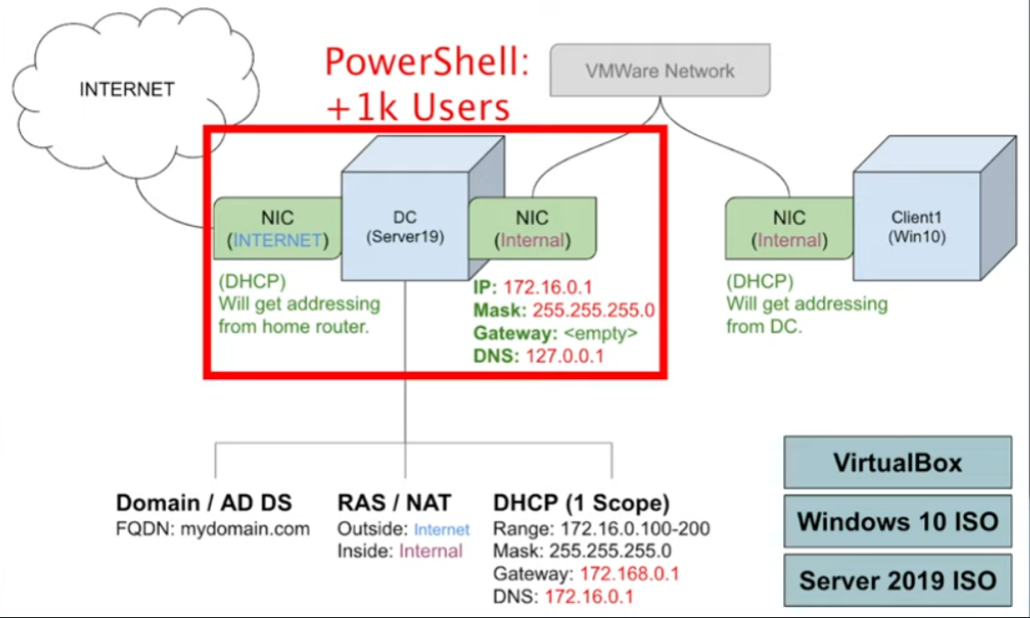 INTERNET
PowerShell:
+1k Users
VMWare Network
NIC
(INTERNET)
DC
(Server19)
NIC
(Internal)
NIC
(Internal)
Client1
(Win10)
(DHCP)
Will get addressing
from home router.
IP: 172.16.0.1
Mask: 255.255.255.0
Gateway: <empty>
DNS: 127.0.0.1
(DHCP)
Will get addressing
from DC.
Domain / AD DS
FQDN: mydomain.com
RAS / NAT
Outside: Internet
Inside: Internal
DHCP (1 Scope)
Range: 172.16.0.100-200
Mask: 255.255.255.0
Gateway: 172.168.0.1
DNS: 172.16.0.1
VirtualBox
Windows 10 ISO
Server 2019 ISO